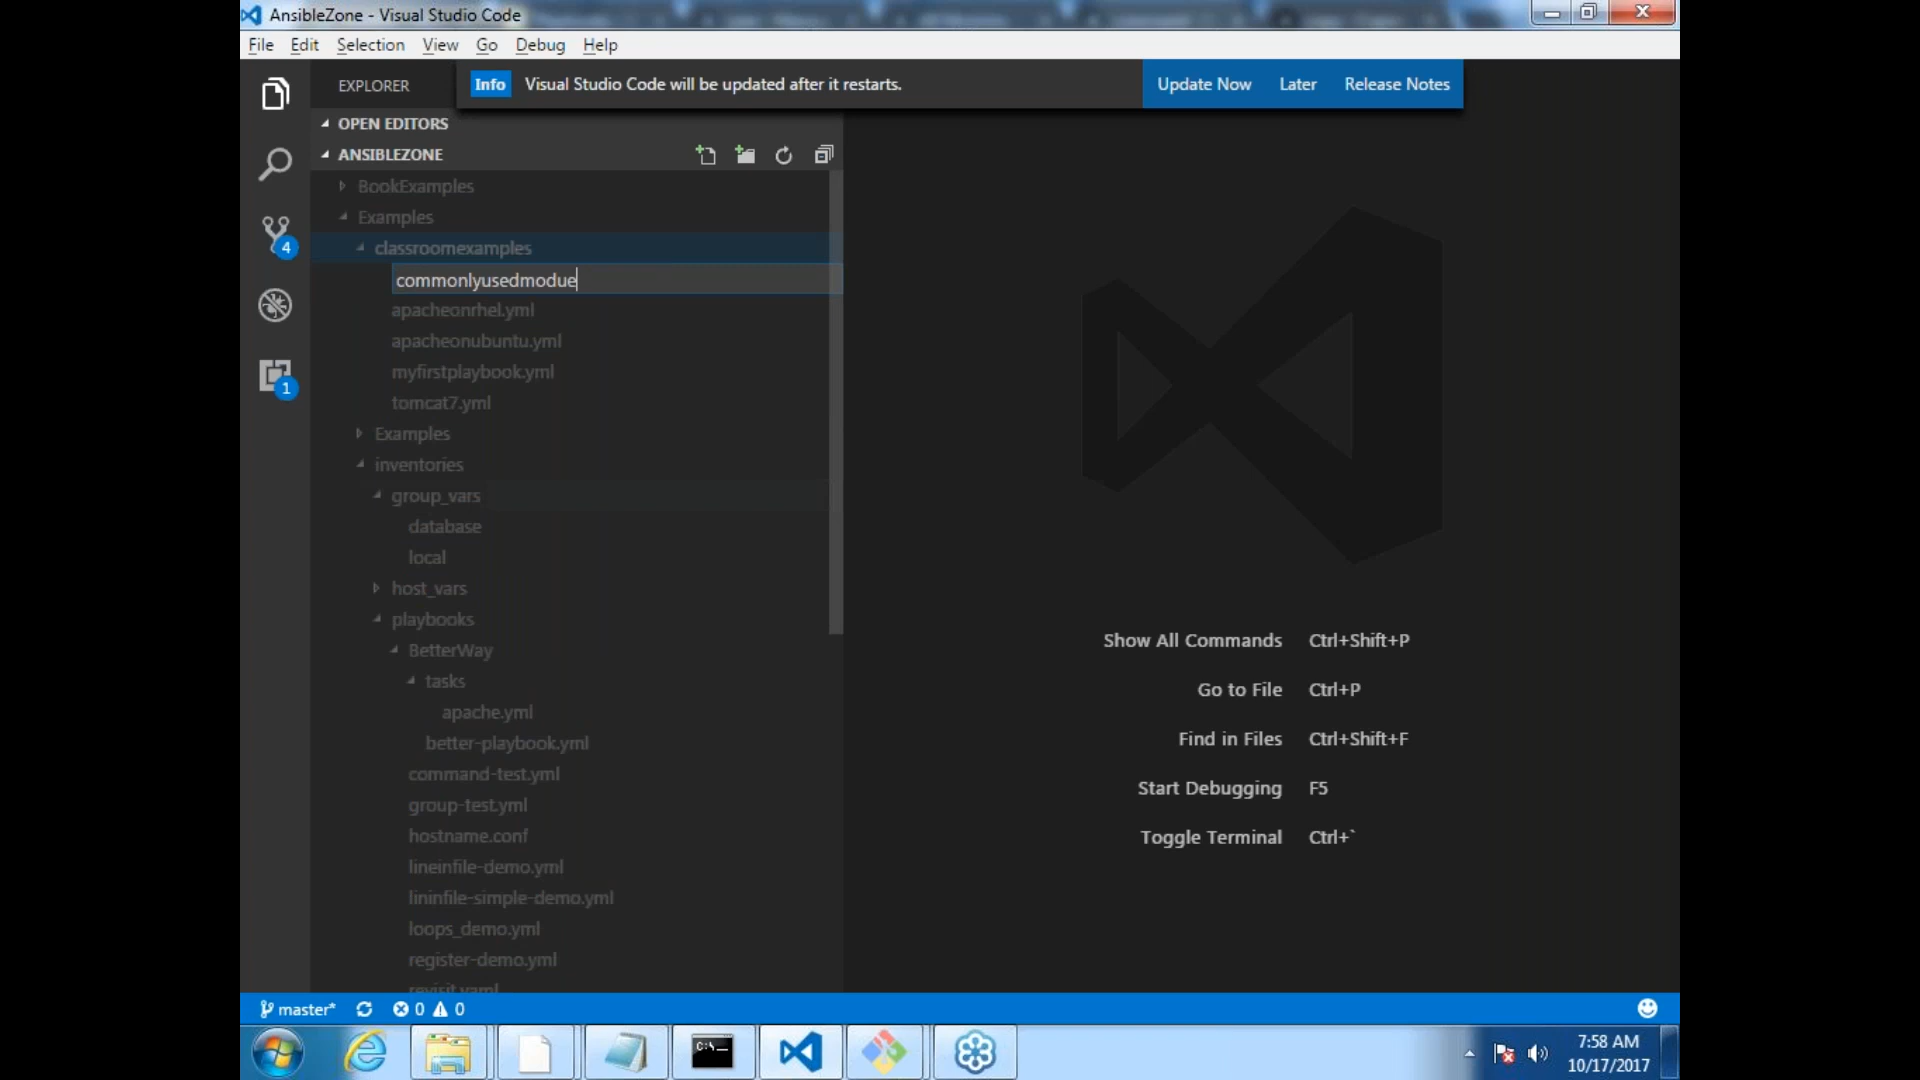 AnsibleZone - Visual Studio Code
File Edit Selection View Go Debug Help
EXPLORER
Info Visual Studio Code will be updated after it restarts. Update Now Later Release Notes
OPEN EDITORS
ANSIBLEZONE
BookExamples
Examples
classroomexamples
commonlyusedmodue
apacheonrhel.yml
apacheonubuntu.yml
myfirstplaybook.yml
tomcat7.yml
Examples
inventories
group_vars
database
local
host_vars
playbooks
BetterWay
tasks
apache.yml
better-playbook.yml
command-test.yml
group-test.yml
hostname.conf
lineinfile-demo.yml
lininfile-simple-demo.yml
loops_demo.yml
register-demo.yml
revisit.yaml
4
1
Show All Commands Ctrl+Shift+P
Go to File Ctrl+P
Find in Files Ctrl+Shift+F
Start Debugging F5
Toggle Terminal Ctrl+`
master* 0 0
C:\_
7:58 AM
10/17/2017